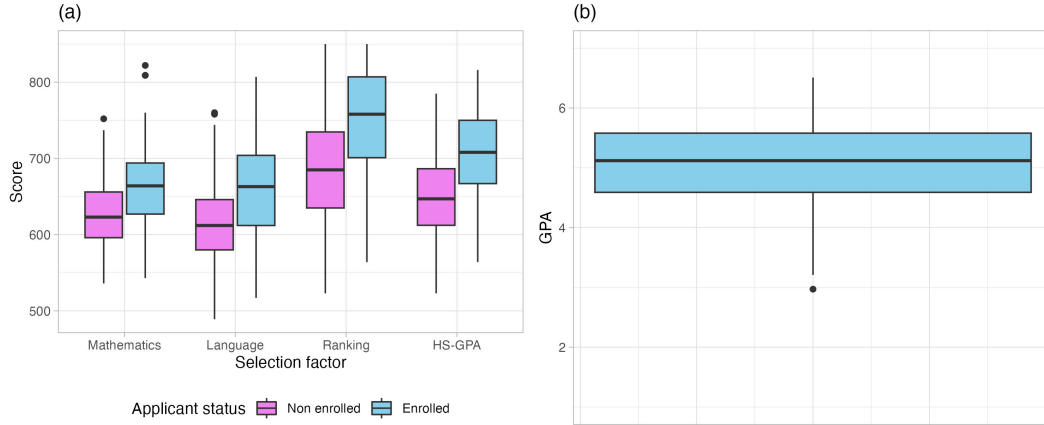 (a)
Score
800
700
600
500
Mathematics Language Ranking HS-GPA
Selection factor
Applicant status Non enrolled Enrolled
(b)
GPA
6
4
2